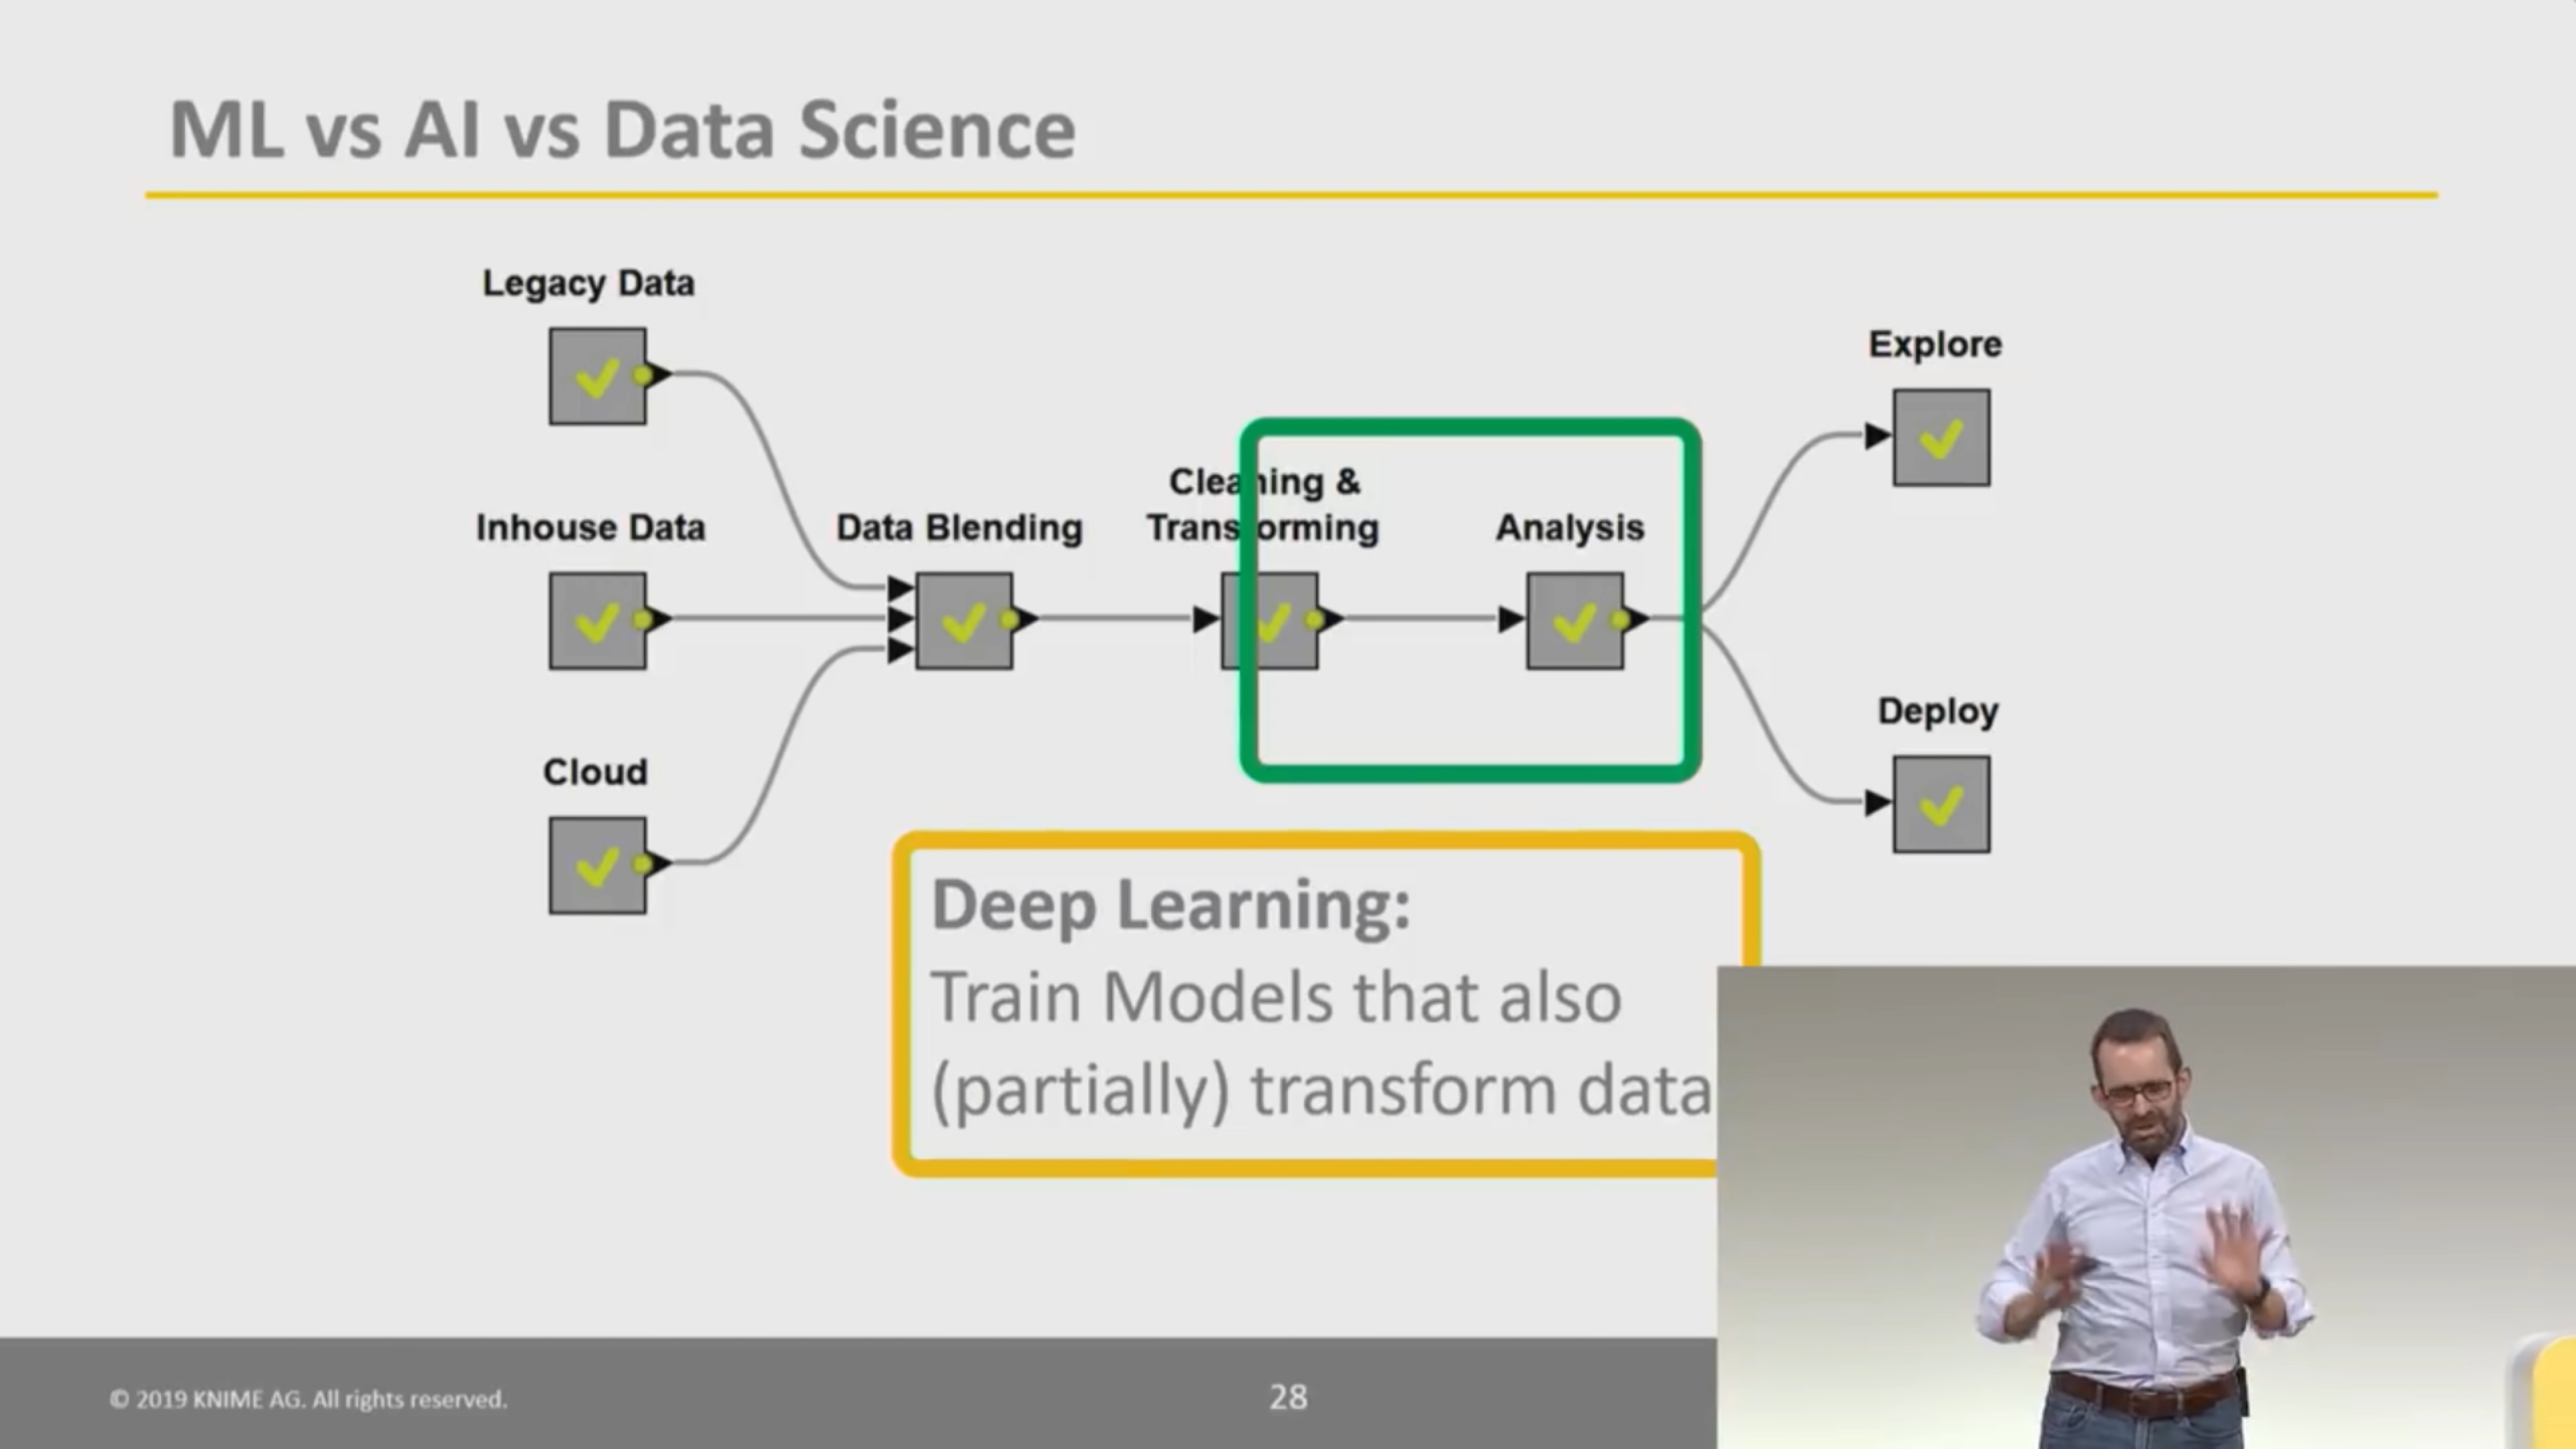 ML vs AI vs Data Science
Legacy Data
Explore
Cleaning &
Inhouse Data
Data Blending
Transforming
Analysis
Deploy
Cloud
Deep Learning:
Train Models that also
(partially) transform data
© 2019 KNIME AG. All rights reserved.
28